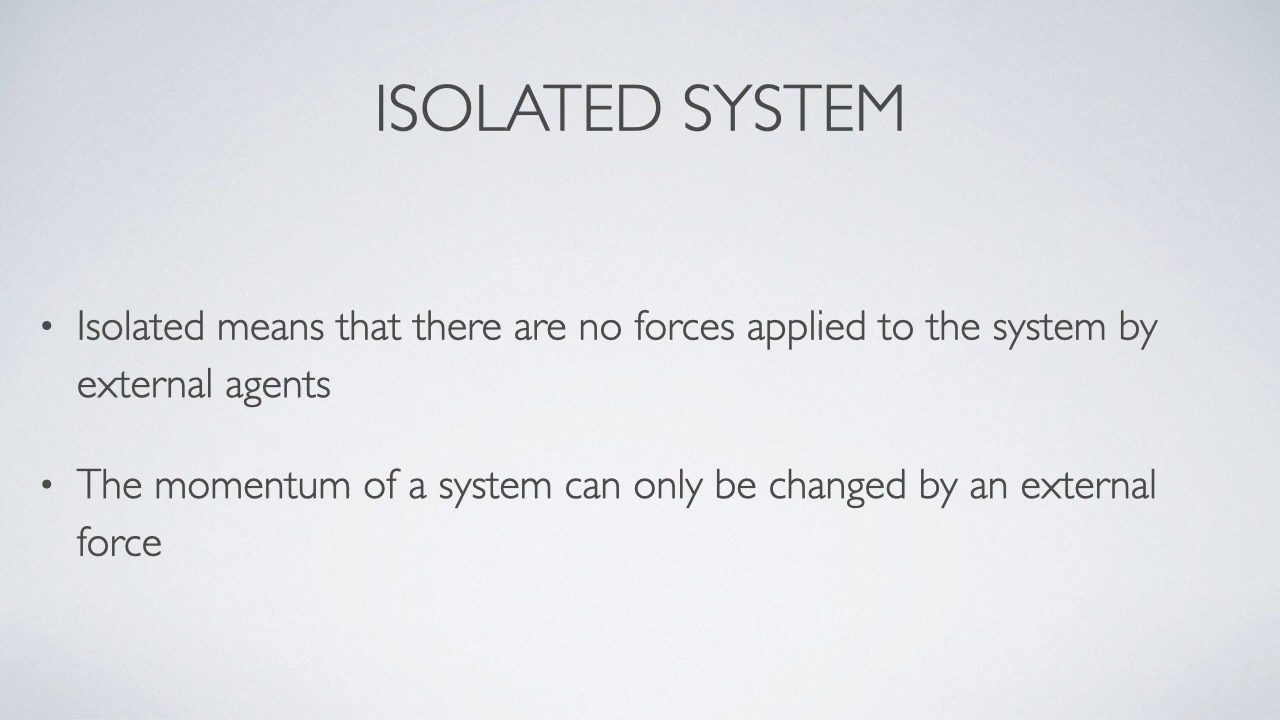 ISOLATED SYSTEM
• Isolated means that there are no forces applied to the system by
external agents
• The momentum of a system can only be changed by an external
force